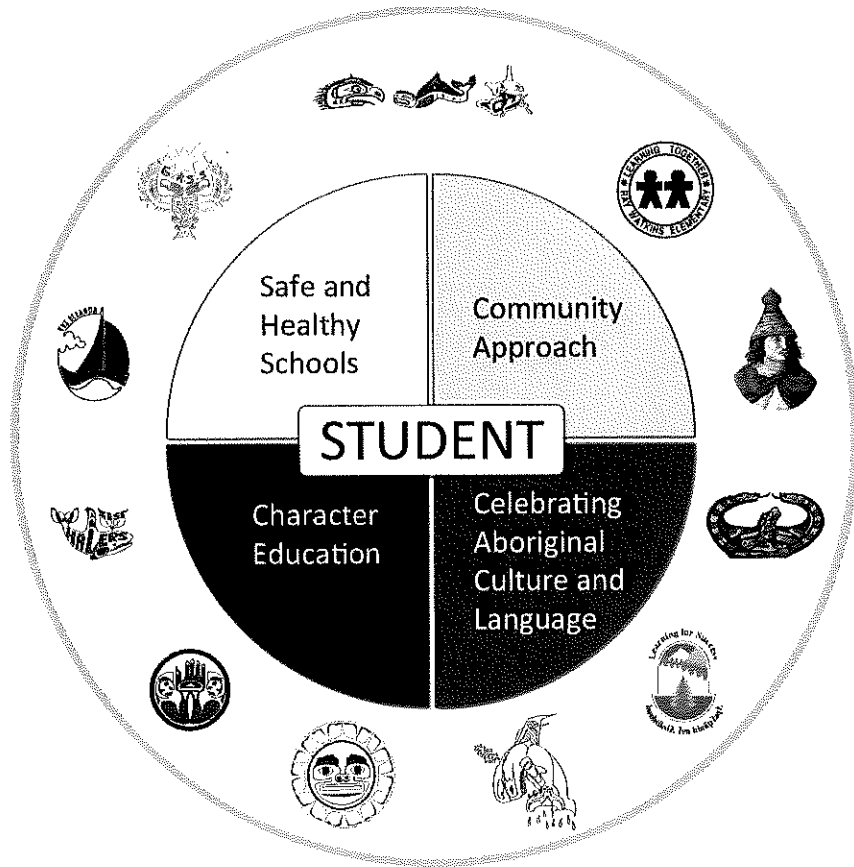 LEARNING TOGETHER
RAY WATKINS ELEMENTARY
Safe and
Healthy
Schools
Community
Approach
STUDENT
Character
Education
Celebrating
Aboriginal
Culture and
Language
Learning for Success